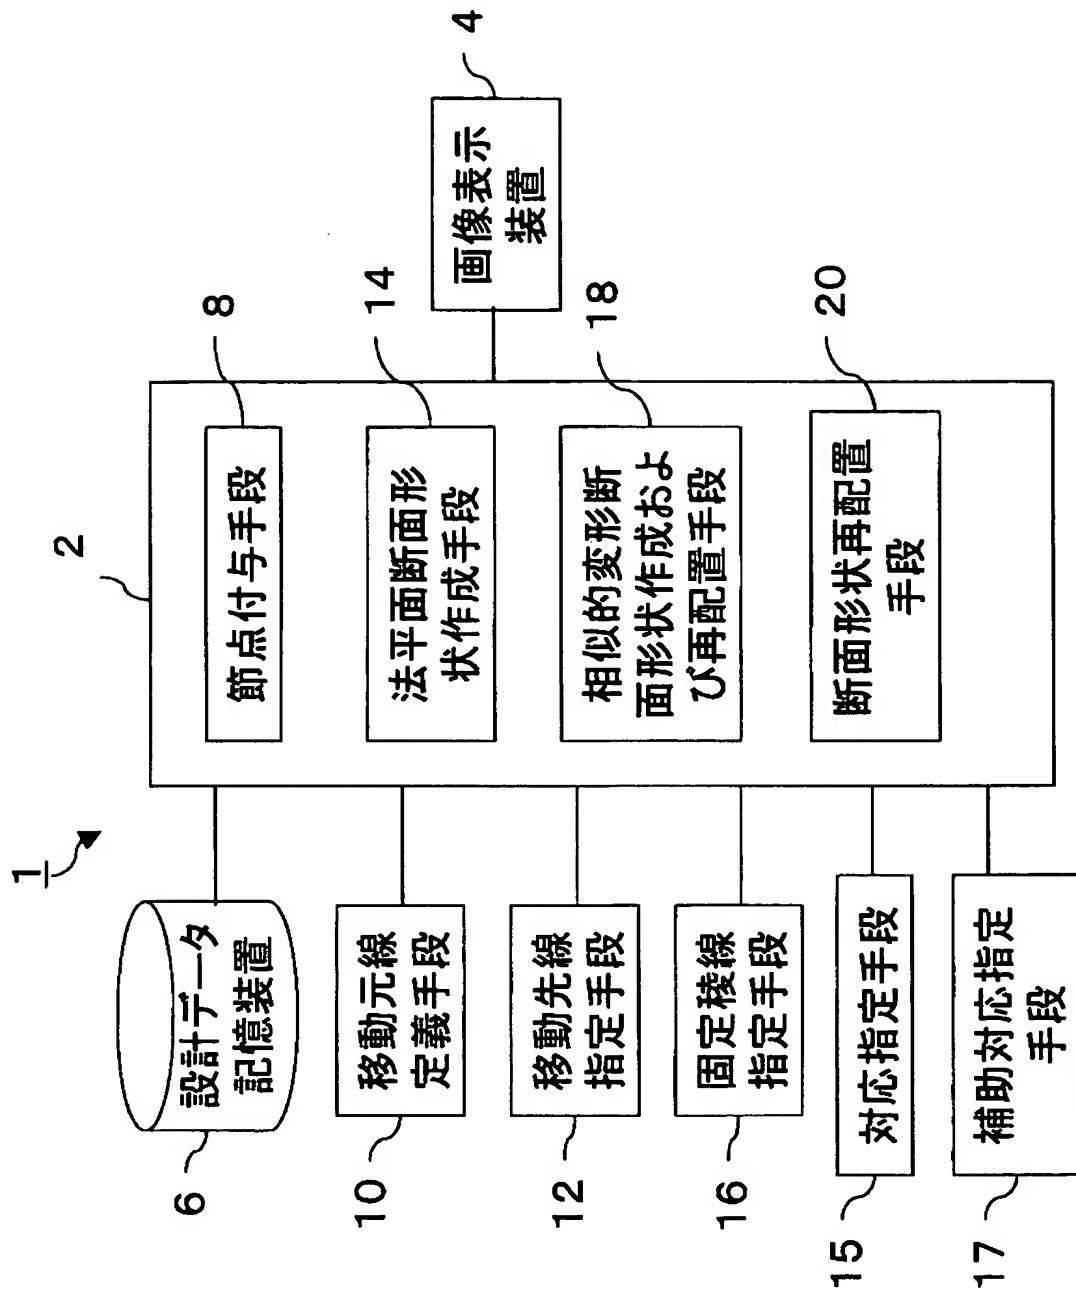 1
2
4
画像表示
装置
8
節点付与手段
14
法平面断面形
状作成手段
18
相似的変形断
面形状作成およ
び再配置手段
20
断面形状再配置
手段
6
設計データ
記憶装置
10
移動元線
定義手段
12
移動先線
指定手段
16
固定稜線
指定手段
15
対応指定手段
17
補助対応指定
手段